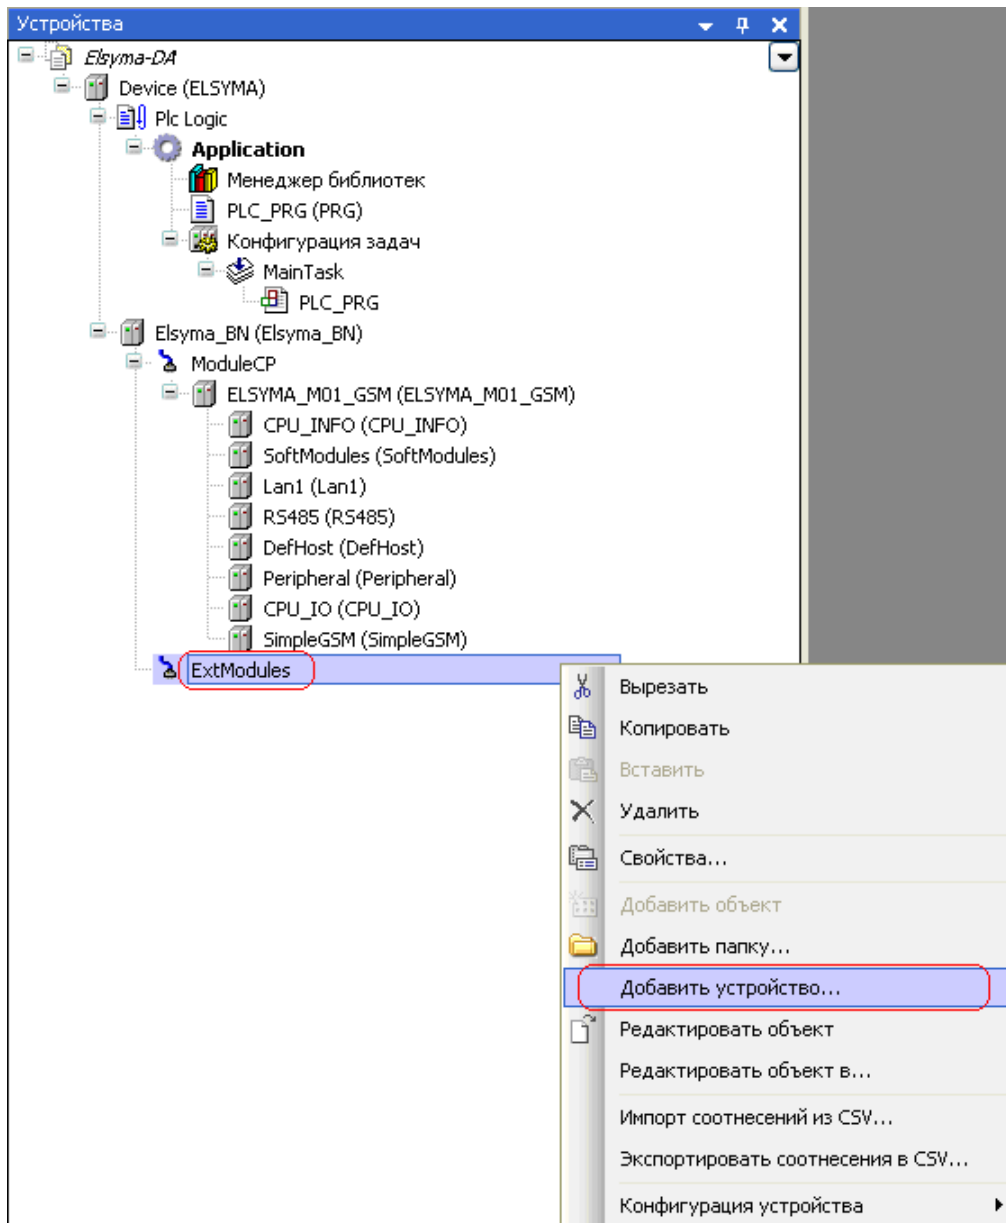 Устройства
Elsyma-DA
Device (ELSYMA)
Plc Logic
Application
Менеджер библиотек
PLC_PRG (PRG)
Конфигурация задач
MainTask
PLC_PRG
Elsyma_BN (Elsyma_BN)
ModuleCP
ELSYMA_M01_GSM (ELSYMA_M01_GSM)
CPU_INFO (CPU_INFO)
SoftModules (SoftModules)
Lan1 (Lan1)
RS485 (RS485)
DefHost (DefHost)
Peripheral (Peripheral)
CPU_IO (CPU_IO)
SimpleGSM (SimpleGSM)
ExtModules
Вырезать
Копировать
Вставить
Удалить
Свойства...
Добавить объект
Добавить папку...
Добавить устройство...
Редактировать объект
Редактировать объект в...
Импорт соотнесений из CSV...
Экспортировать соотнесения в CSV...
Конфигурация устройства